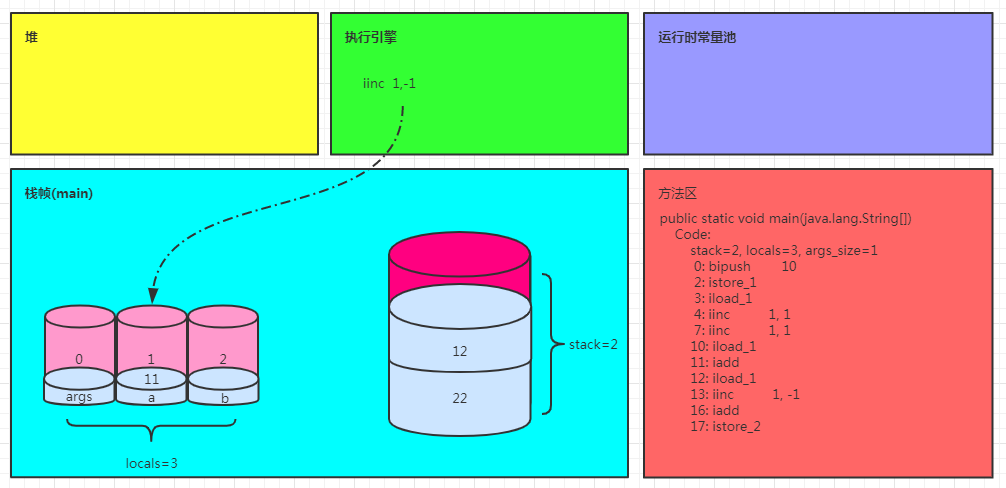 堆
执行引擎
iinc 1,-1
运行时常量池
栈帧(main)
0
1
2
11
args
a
b
locals=3
12
22
stack=2
方法区
public static void main(java.lang.String[])
Code:
stack=2, locals=3, args_size=1
0: bipush 10
2: istore_1
3: iload_1
4: iinc 1, 1
7: iinc 1, 1
10: iload_1
11: iadd
12: iload_1
13: iinc 1, -1
16: iadd
17: istore_2